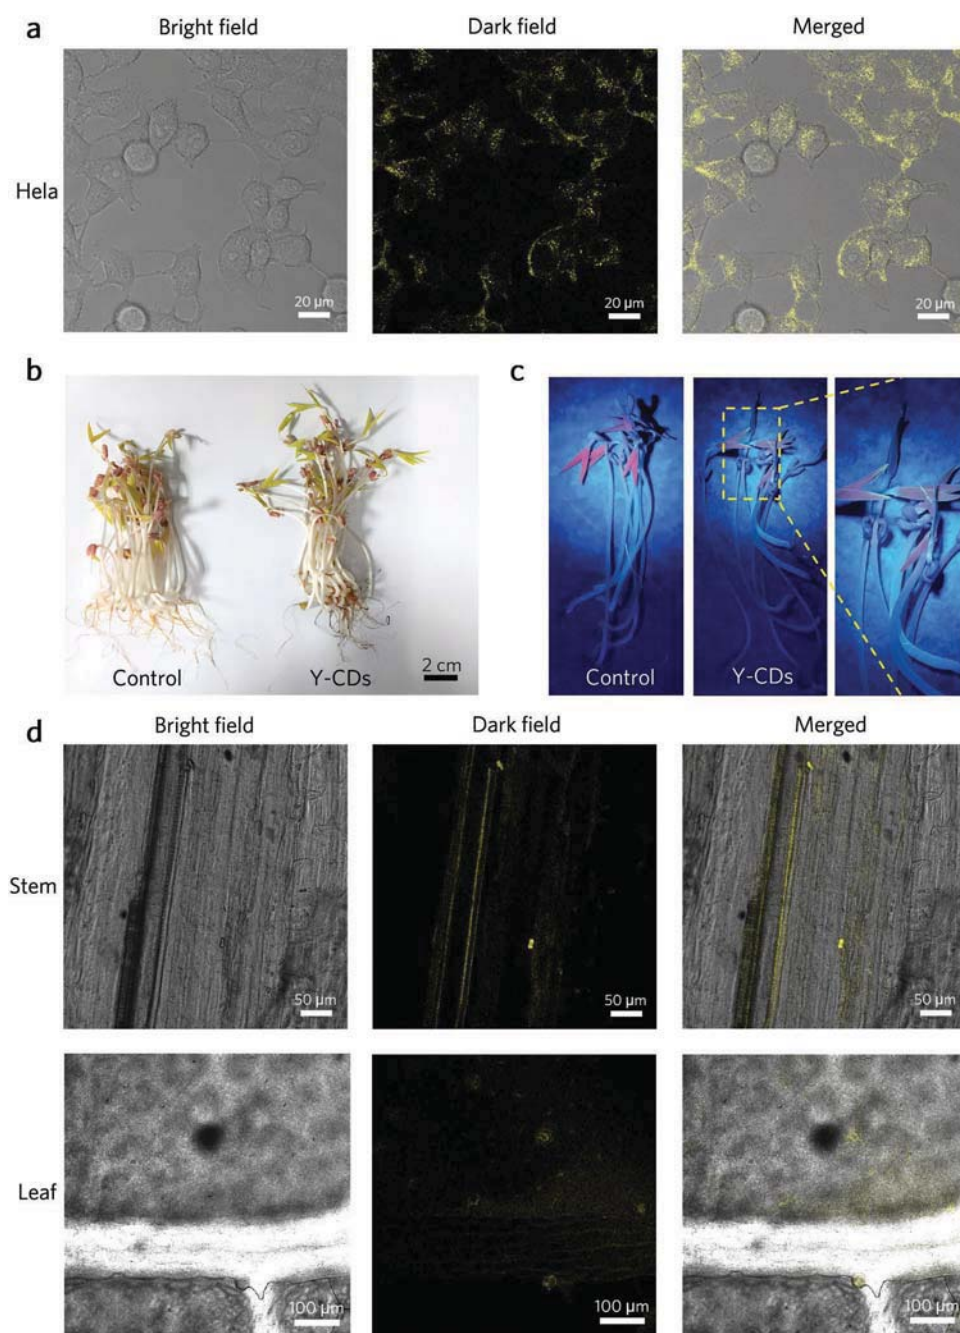 a
Bright field
Dark field
Merged
Hela
20 μm
20 μm
20 μm
b
c
Control
Y-CDs
2 cm
Control
Y-CDs
d
Bright field
Dark field
Merged
Stem
50 μm
50 μm
50 μm
Leaf
100 μm
100 μm
100 μm